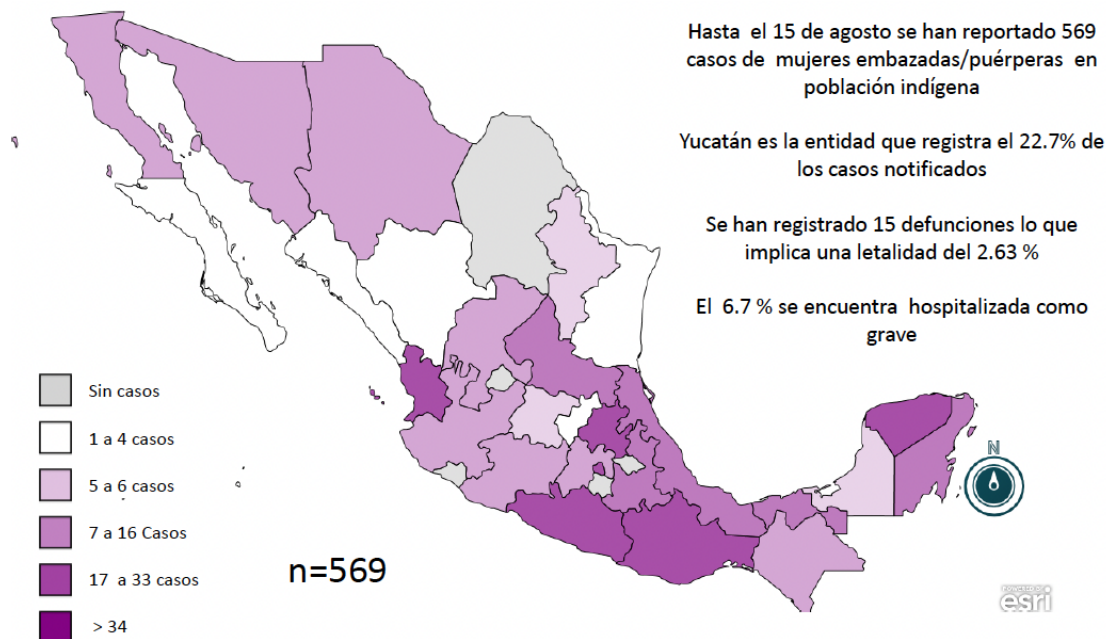 Hasta el 15 de agosto se han reportado 569
casos de mujeres embazadas/puérperas en
población indígena
Yucatán es la entidad que registra el 22.7% de
los casos notificados
Se han registrado 15 defunciones lo que
implica una letalidad del 2.63 %
El 6.7 % se encuentra hospitalizada como
grave
Sin casos
1 a 4 casos
5 a 6 casos
7 a 16 Casos
17 a 33 casos
> 34
n=569
N
esri